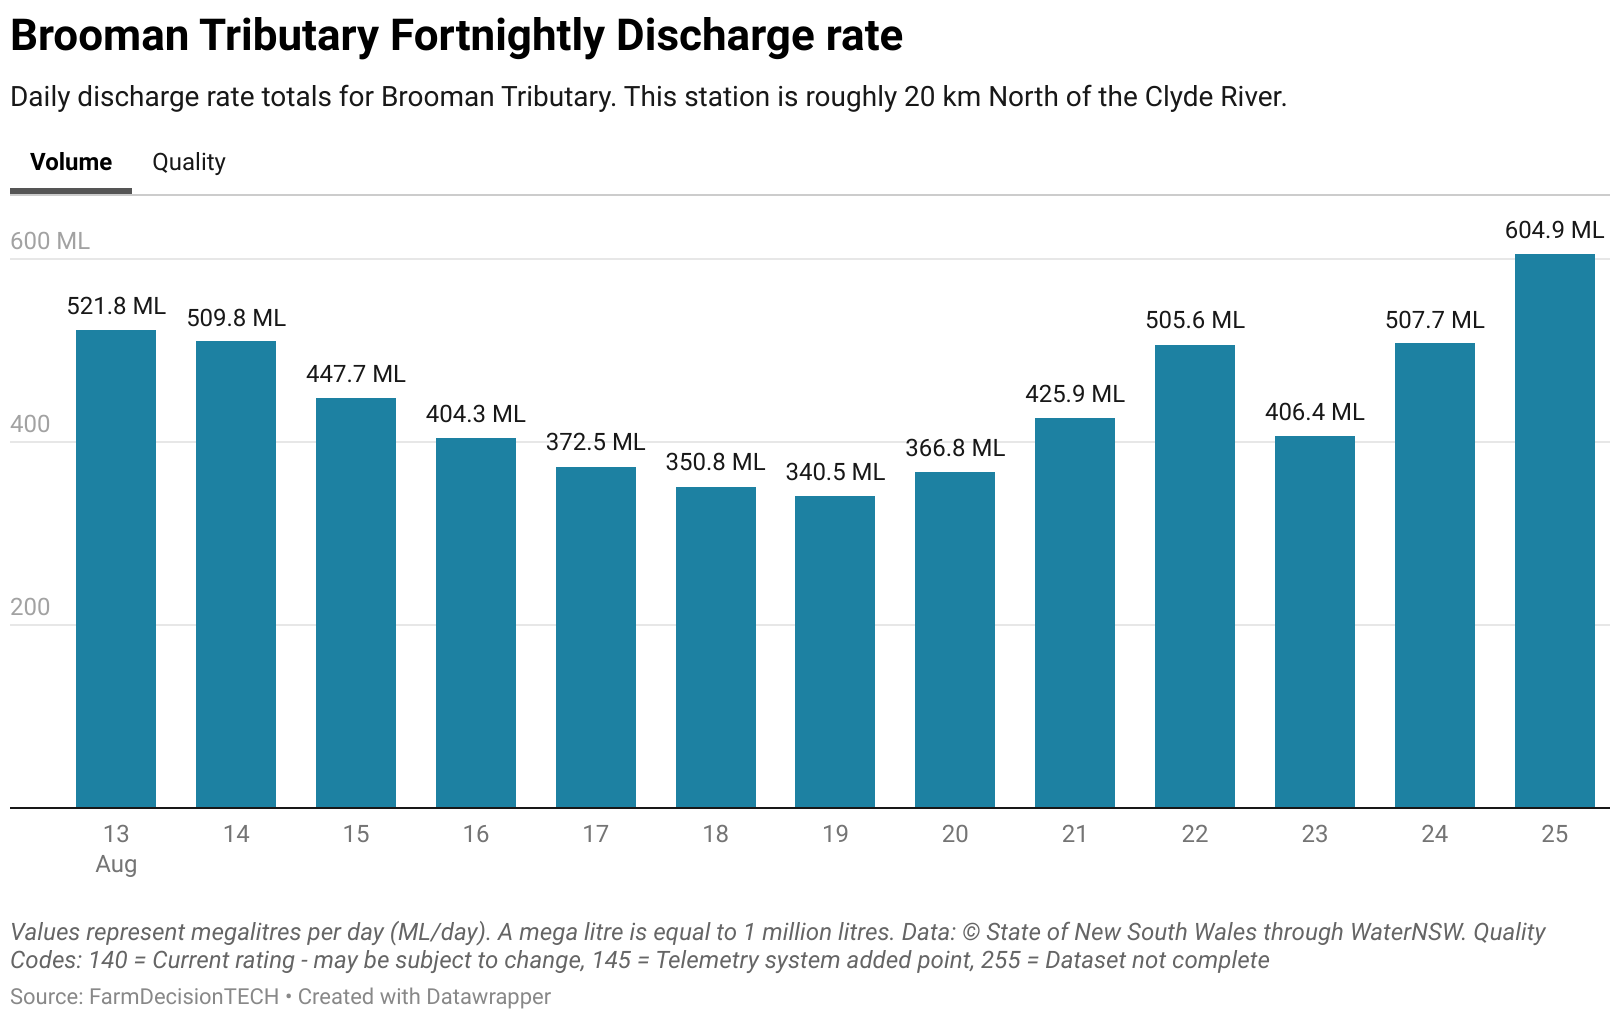 Brooman Tributary Fortnightly Discharge rate
Daily discharge rate totals for Brooman Tributary. This station is roughly 20 km North of the Clyde River.
Volume Quality
600 ML
400
200
521.8 ML
509.8 ML
447.7 ML
404.3 ML
372.5 ML
350.8 ML
340.5 ML
366.8 ML
425.9 ML
505.6 ML
406.4 ML
507.7 ML
604.9 ML
13 14 15 16 17 18 19 20 21 22 23 24 25
Aug
Values represent megalitres per day (ML/day). A mega litre is equal to 1 million litres. Data: © State of New South Wales through WaterNSW. Quality
Codes: 140 = Current rating - may be subject to change, 145 = Telemetry system added point, 255 = Dataset not complete
Source: FarmDecisionTECH • Created with Datawrapper